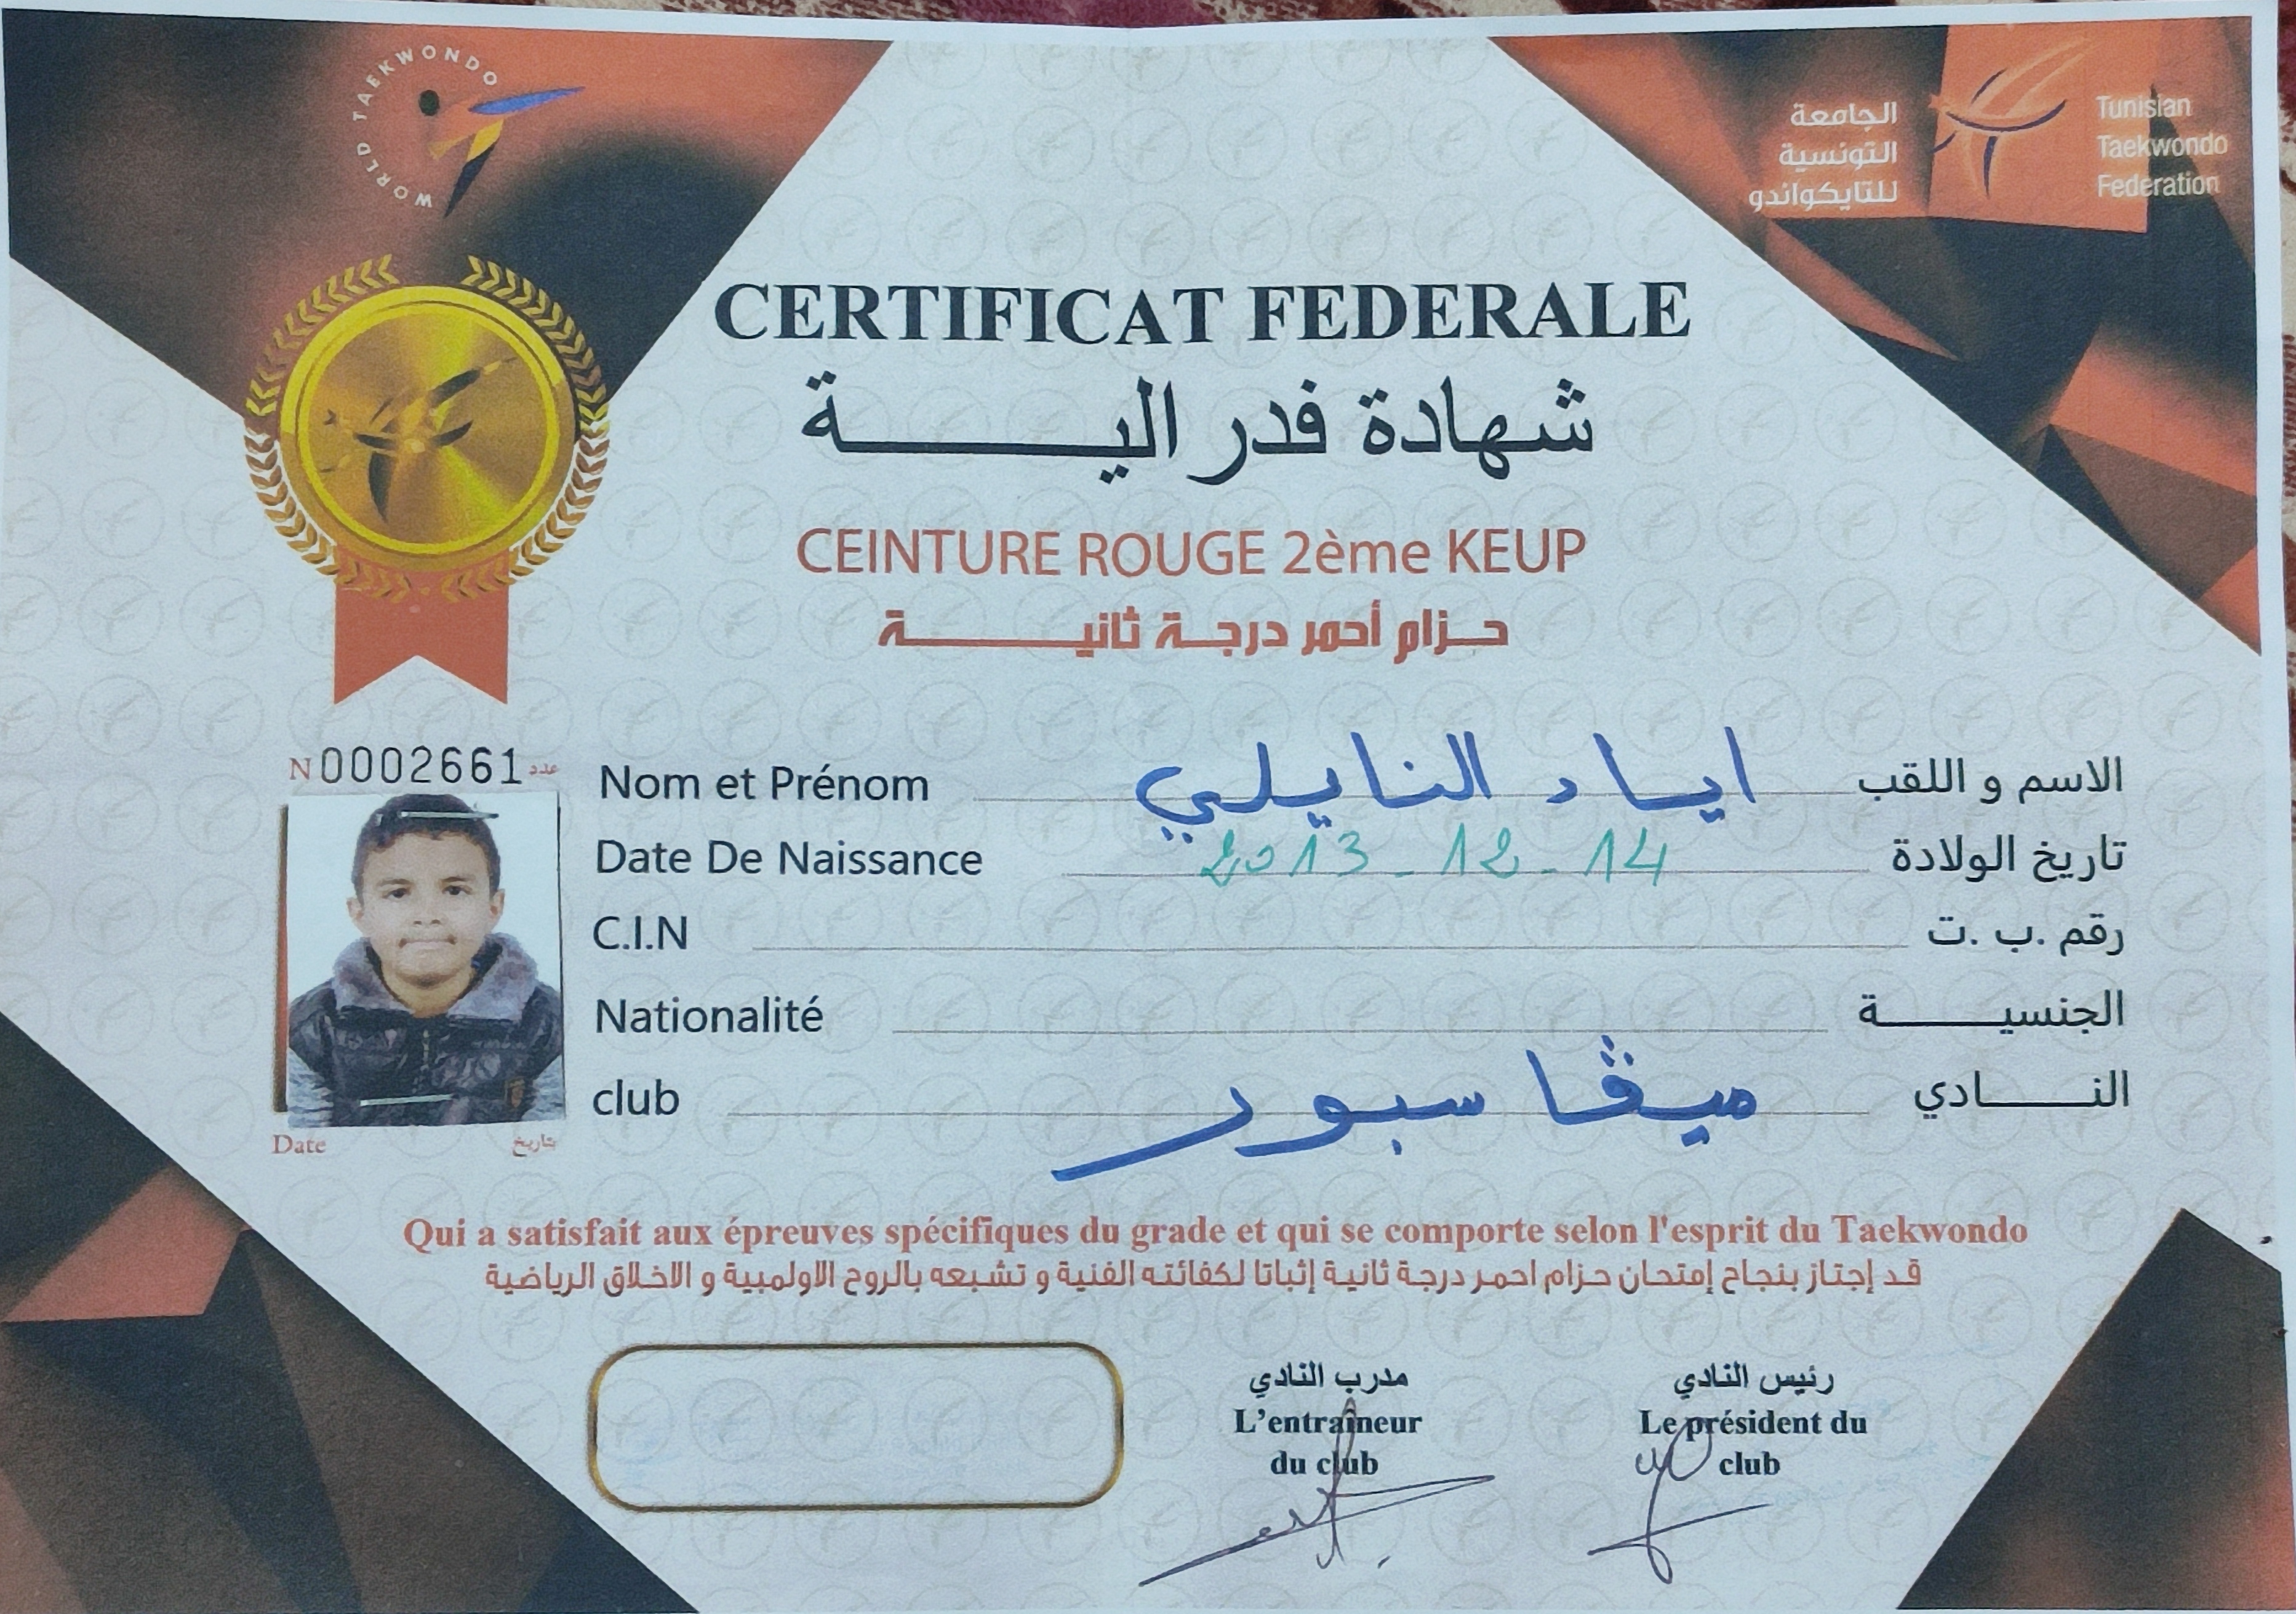 WORLD TAEKWONDO
الجامعة
التونسية
للتايكواندو
Tunisian
Taekwondo
Federation
CERTIFICAT FEDERALE
شهادة فدرالية
CEINTURE ROUGE 2ème KEUP
حزام أحمر درجة ثانية
N 0002661 عدد
Nom et Prénom اياد النايلي الاسم و اللقب
Date De Naissance 2013-12-14 تاريخ الولادة
C.I.N رقم .ب .ت
Nationalité الجنسية
club ميڤا سبور النادي
Date تاريخ
Qui a satisfait aux épreuves spécifiques du grade et qui se comporte selon l'esprit du Taekwondo
قد إجتاز بنجاح إمتحان حزام احمر درجة ثانية إثباتا لكفائته الفنية و تشبعه بالروح الاولمبية و الاخلاق الرياضية
مدرب النادي
L'entraîneur
du club
رئيس النادي
Le président du
club